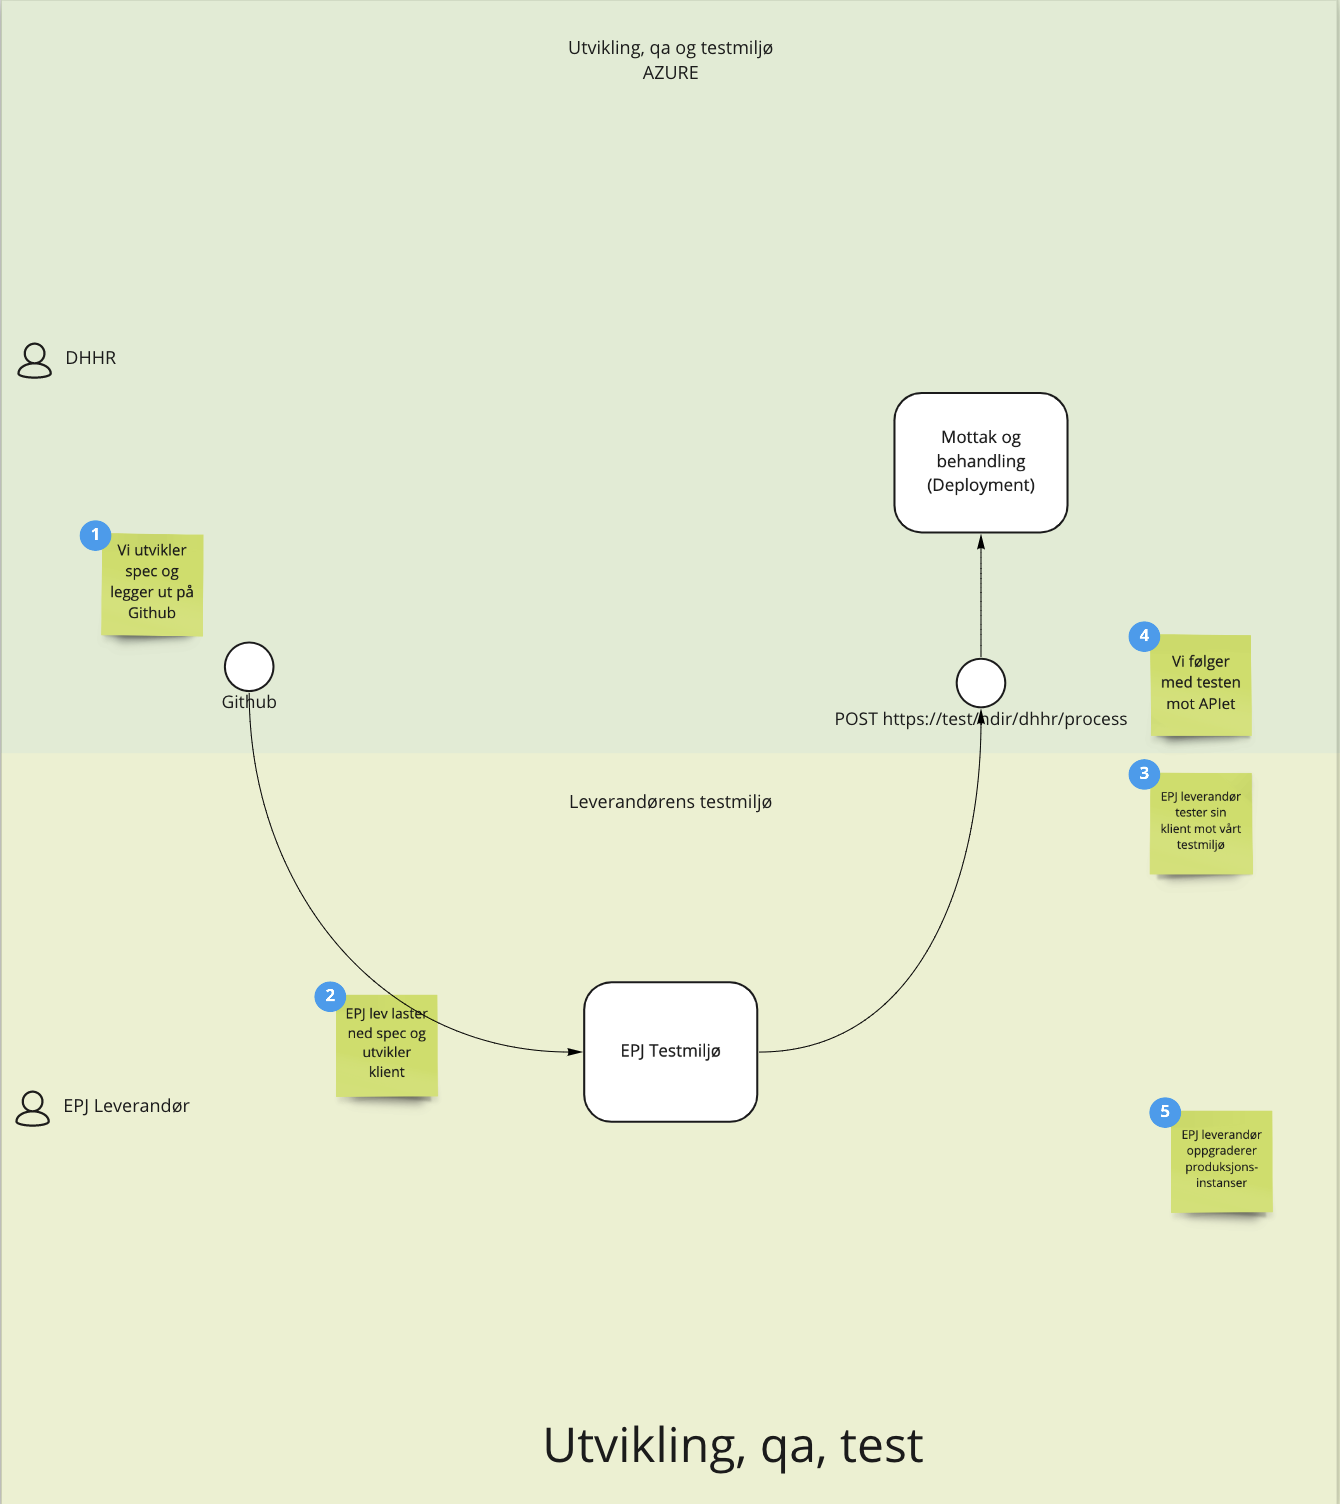 Utvikling, qa og testmiljø
AZURE
DHHR
Mottak og
behandling
(Deployment)
1
Vi utvikler
spec og
legger ut på
Github
Github
4
Vi følger
med testen
mot APIet
POST https://test/hdir/dhhr/process
3
EPJ leverandør
tester sin
klient mot vårt
testmiljø
Leverandørens testmiljø
2
EPJ lev laster
ned spec og
utvikler
klient
EPJ Testmiljø
EPJ Leverandør
5
EPJ leverandør
oppgraderer
produksjons-
instanser
Utvikling, qa, test